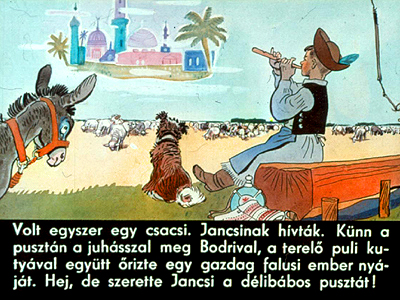 Volt egyszer egy csacsi. Jancsinak hívták. Künn a
pusztán a juhásszal meg Bodrival, a terelő puli ku-
tyával együtt őrizte egy gazdag falusi ember nyá-
ját. Hej, de szerette Jancsi a délibábos pusztát!